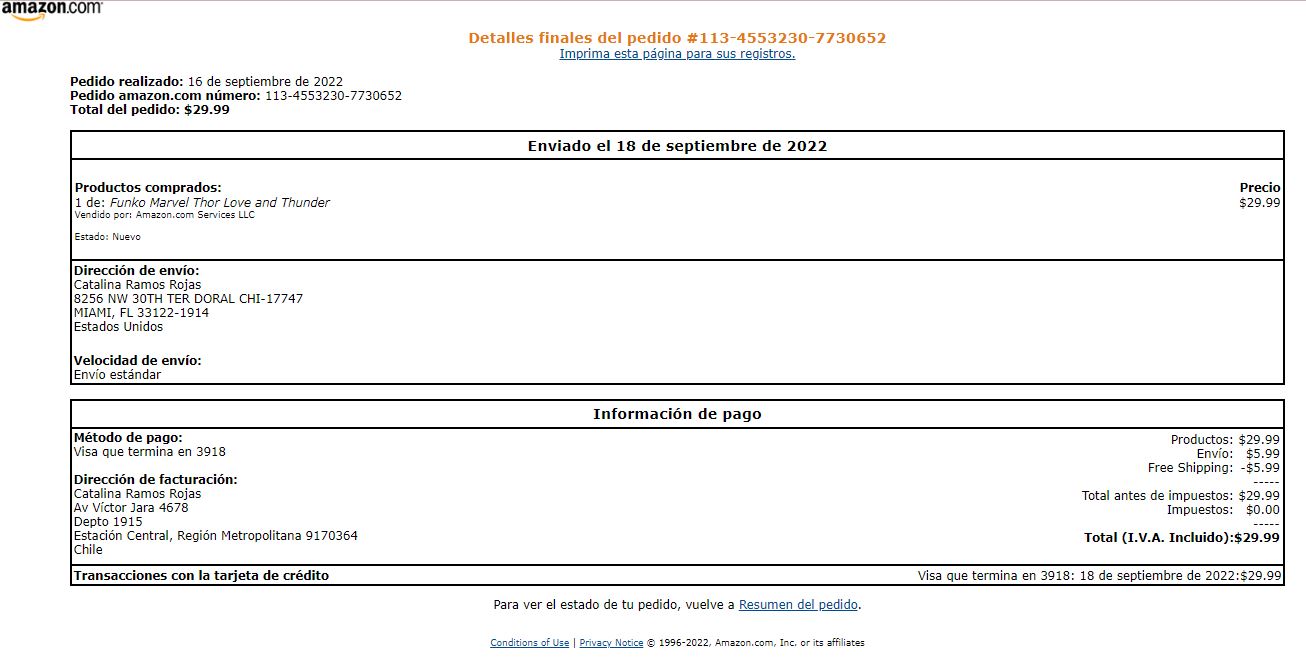 amazon.com
Detalles finales del pedido #113-4553230-7730652
Imprima esta página para sus registros.
Pedido realizado: 16 de septiembre de 2022
Pedido amazon.com número: 113-4553230-7730652
Total del pedido: $29.99
Enviado el 18 de septiembre de 2022
Productos comprados: Precio
1 de: Funko Marvel Thor Love and Thunder $29.99
Vendido por: Amazon.com Services LLC
Estado: Nuevo
Dirección de envío:
Catalina Ramos Rojas
8256 NW 30TH TER DORAL CHI-17747
MIAMI, FL 33122-1914
Estados Unidos
Velocidad de envío:
Envío estándar
Información de pago
Método de pago:
Visa que termina en 3918
Dirección de facturación:
Catalina Ramos Rojas
Av Víctor Jara 4678
Depto 1915
Estación Central, Región Metropolitana 9170364
Chile
Productos: $29.99
Envío: $5.99
Free Shipping: -$5.99
-----
Total antes de impuestos: $29.99
Impuestos: $0.00
-----
Total (I.V.A. Incluido):$29.99
Transacciones con la tarjeta de crédito Visa que termina en 3918: 18 de septiembre de 2022:$29.99
Para ver el estado de tu pedido, vuelve a Resumen del pedido.
Conditions of Use | Privacy Notice © 1996-2022, Amazon.com, Inc. or its affiliates